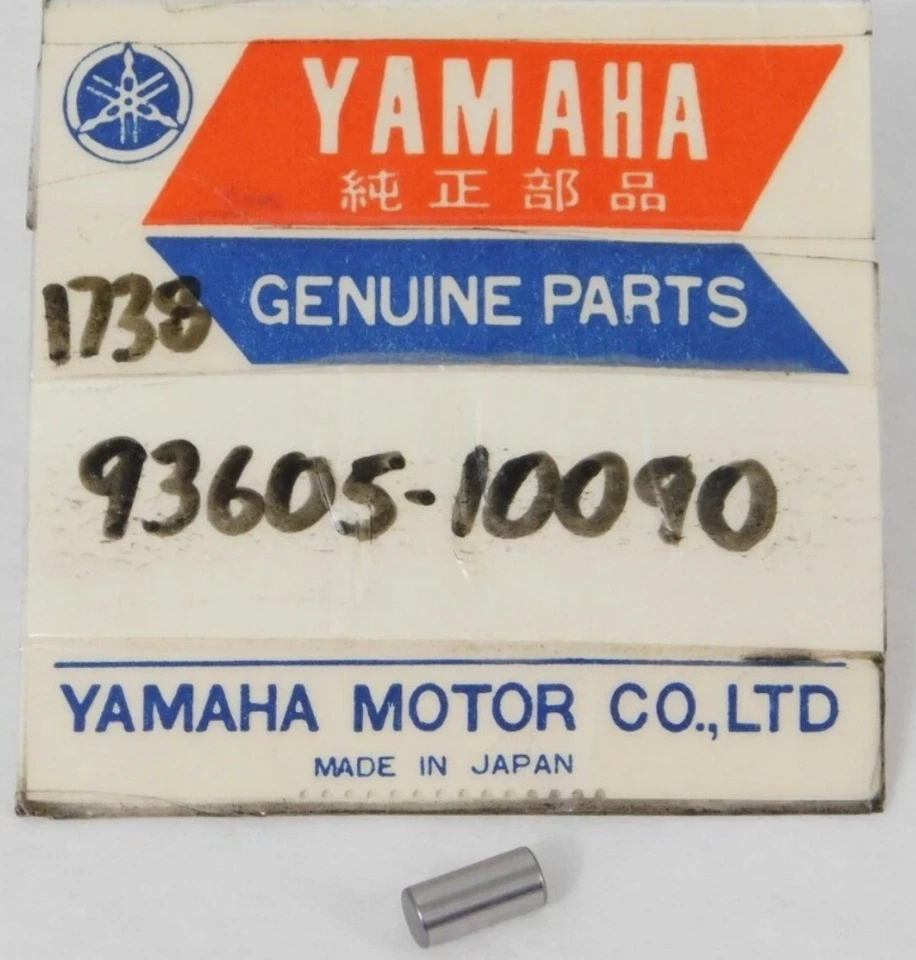 YAMAHA
純正部品
GENUINE PARTS
1738
93605-10090
YAMAHA MOTOR CO.,LTD
MADE IN JAPAN